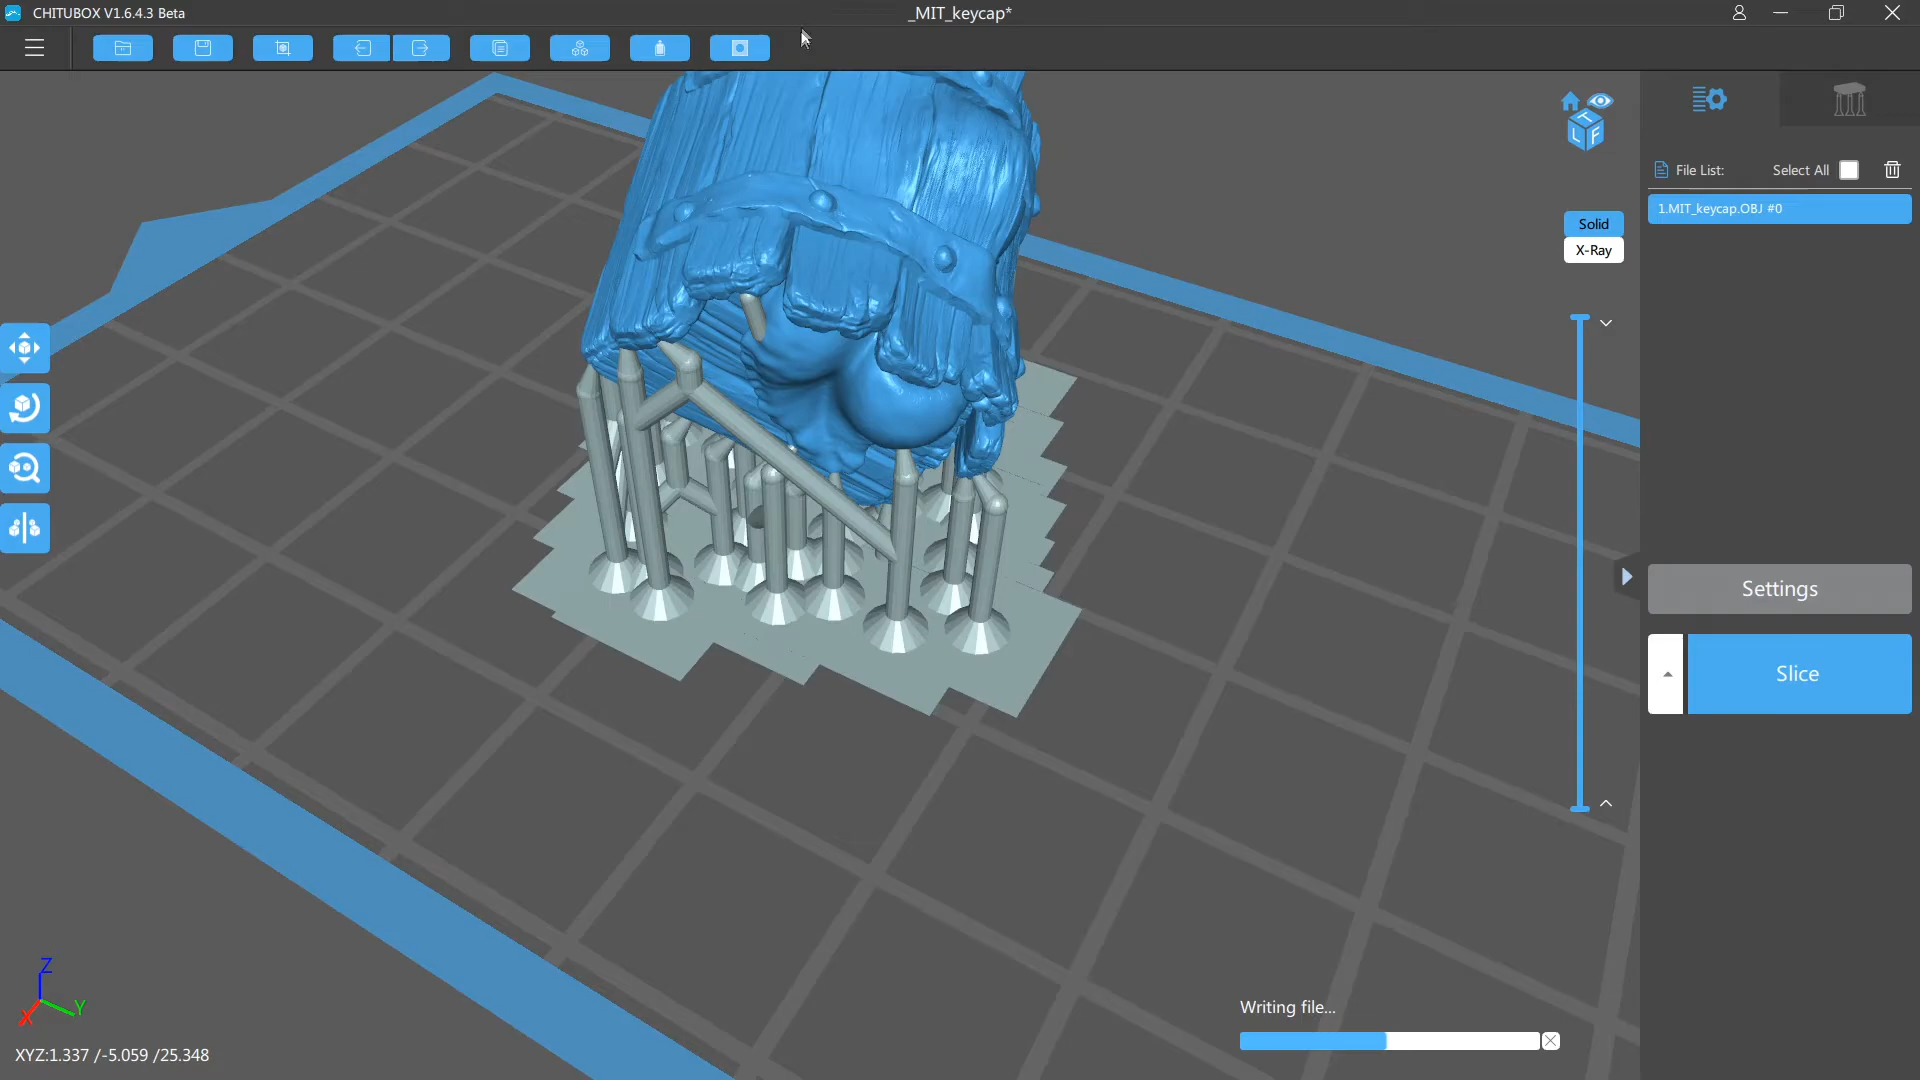 CHITUBOX V1.6.4.3 Beta
_MIT_keycap*
T
L F
File List:
Select All
1.MIT_keycap.OBJ #0
Solid
X-Ray
Settings
Slice
Z
Y
X
Writing file...
XYZ:1.337 /-5.059 /25.348